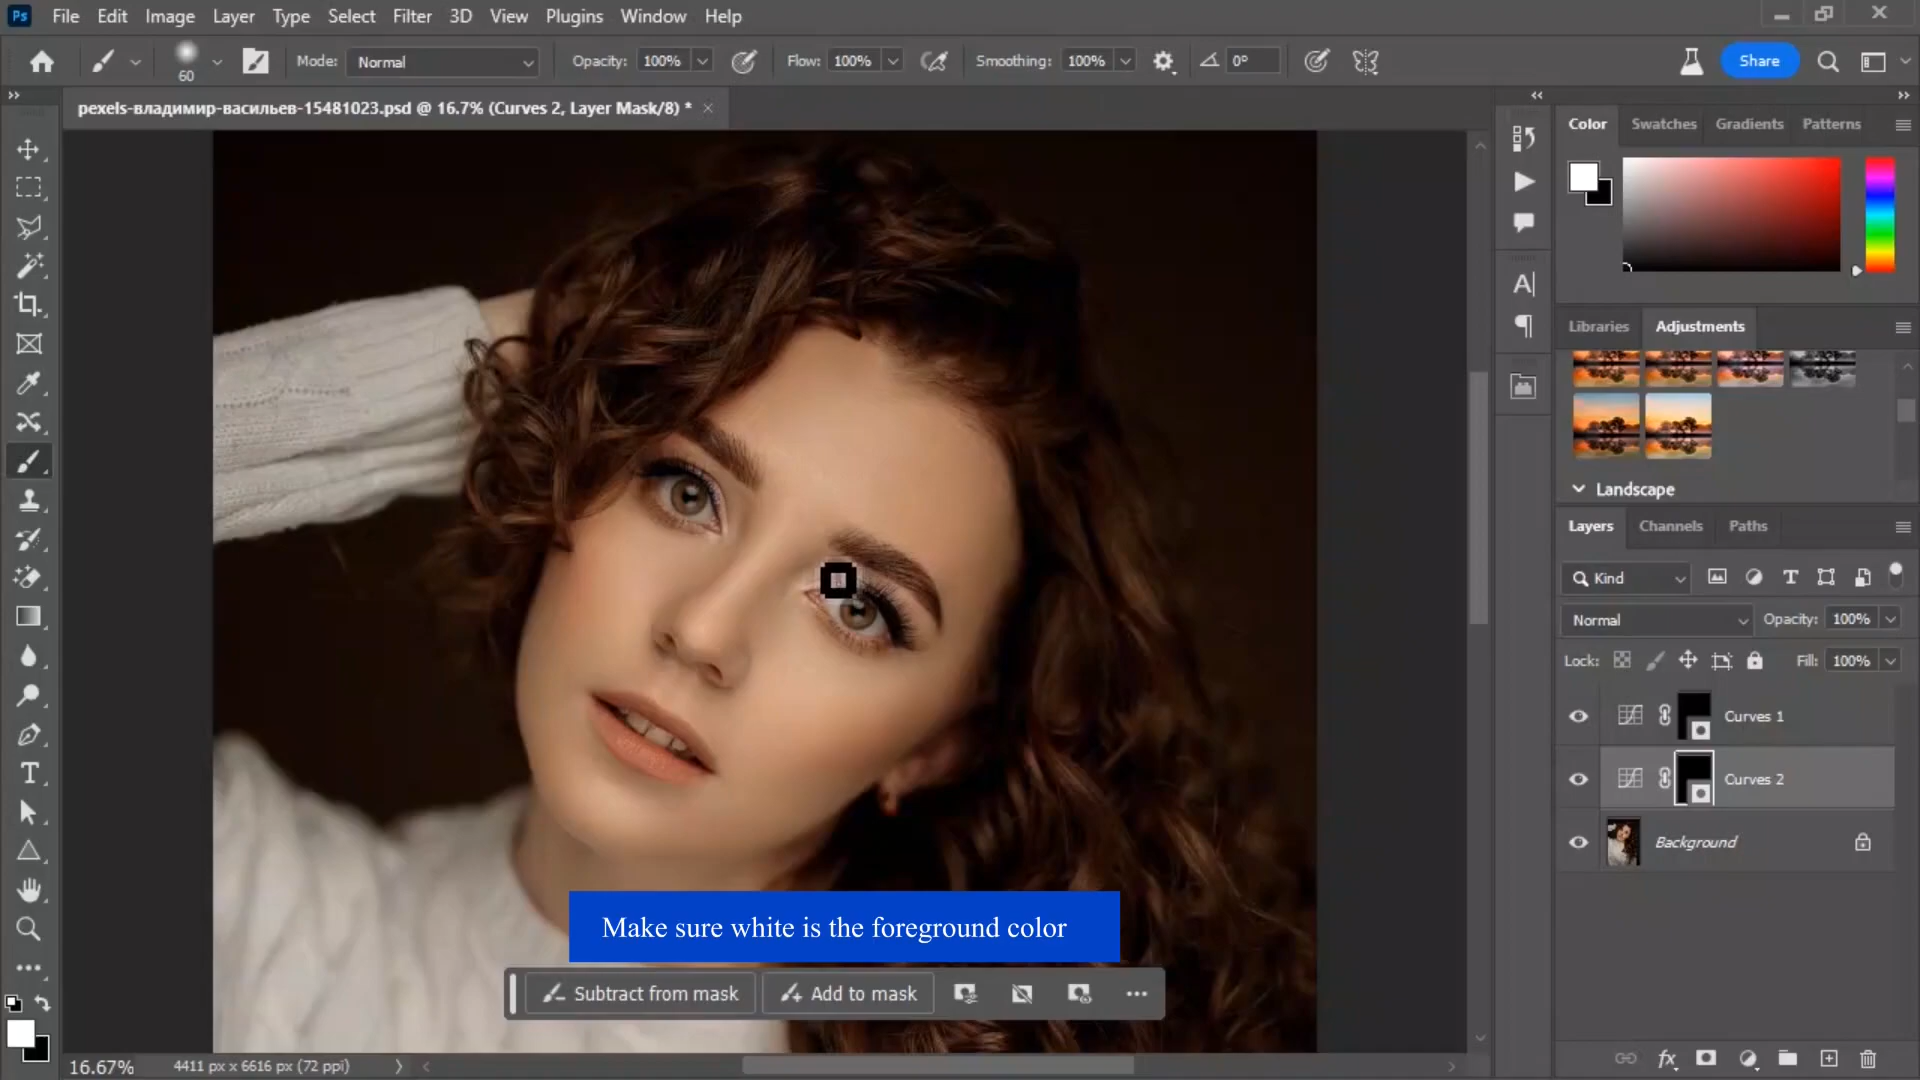 Ps File Edit Image Layer Type Select Filter 3D View Plugins Window Help
60 Mode: Normal Opacity: 100% Flow: 100% Smoothing: 100% 0° Share
pexels-владимир-васильев-15481023.psd @ 16.7% (Curves 2, Layer Mask/8) *
Color Swatches Gradients Patterns
Libraries Adjustments
Landscape
Layers Channels Paths
Kind
Normal Opacity: 100%
Lock: Fill: 100%
Curves 1
Curves 2
Background
Make sure white is the foreground color
Subtract from mask Add to mask
16.67% 4411 px x 6616 px (72 ppi)